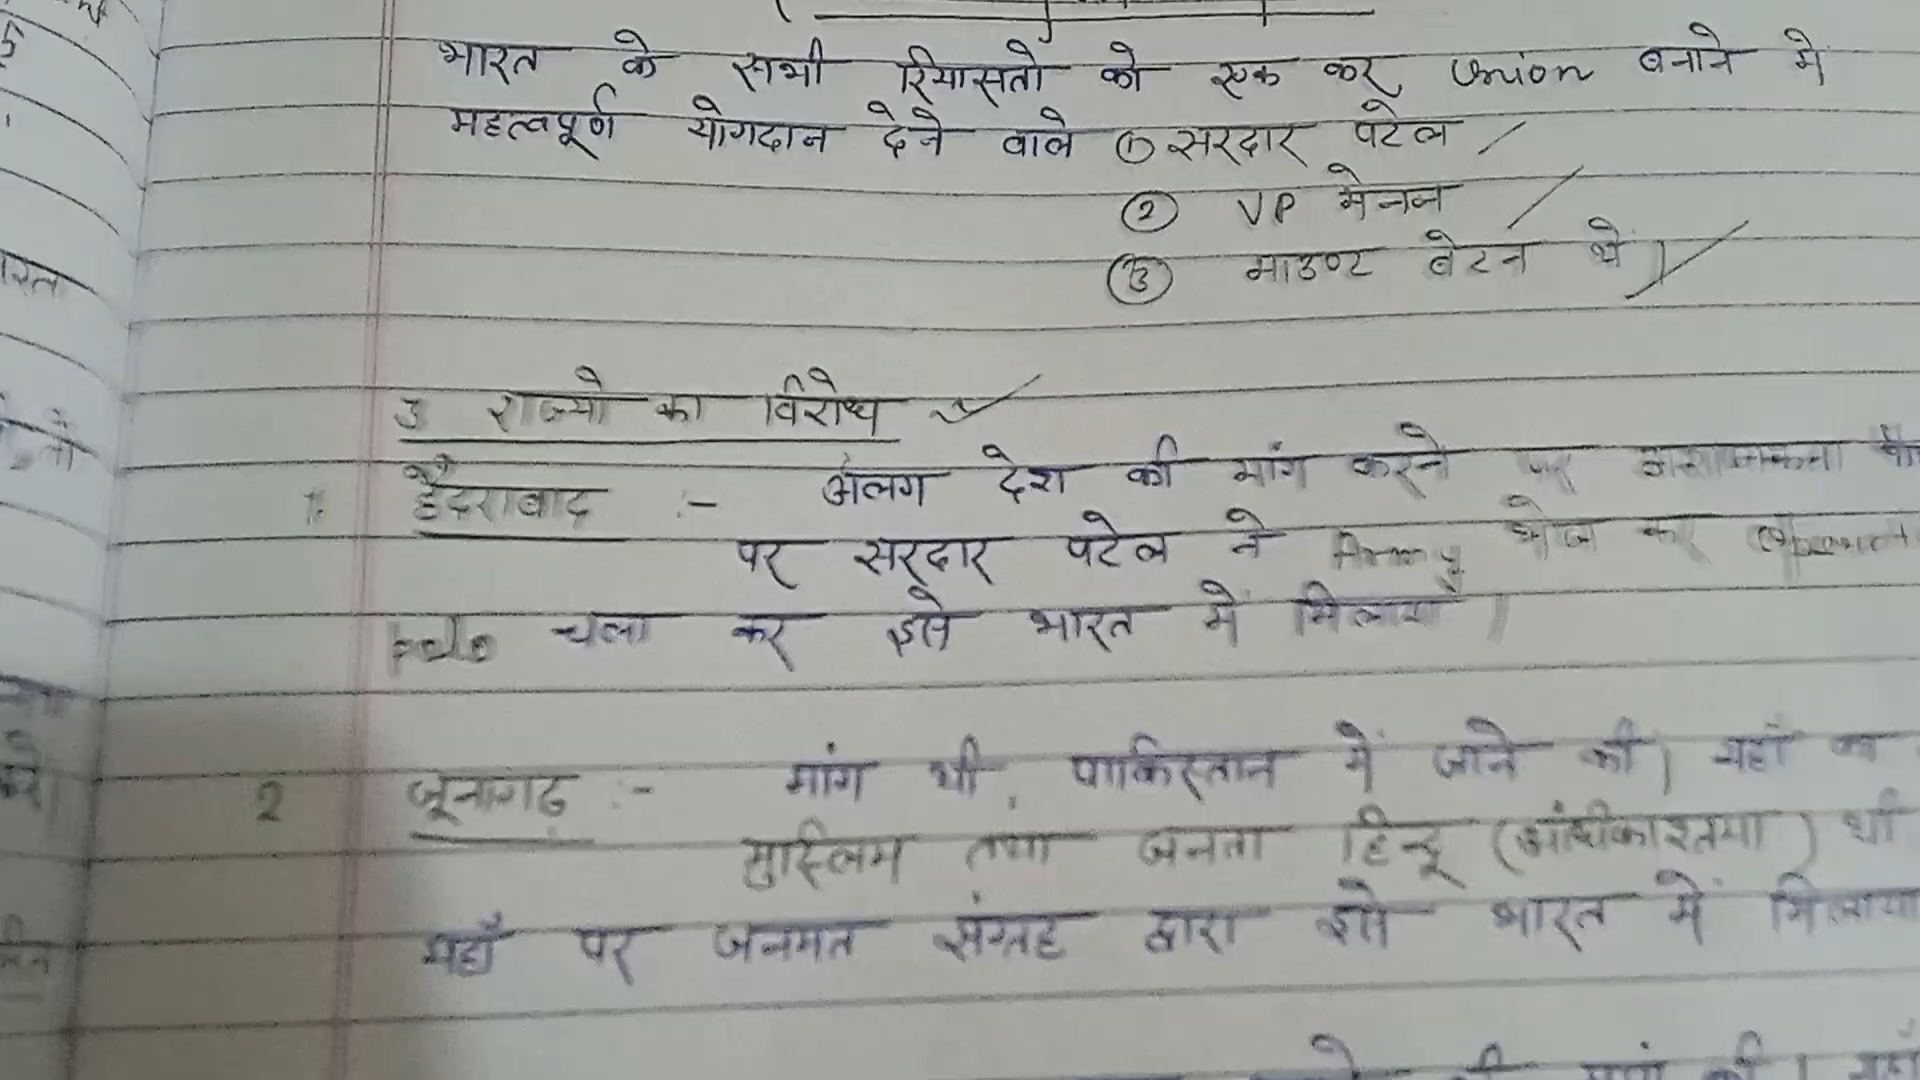 भारत के सभी रियासतो को एक कर Union बनाने में
महत्वपूर्ण योगदान देने वाले ① सरदार पटेल
② VP मेनन
③ माउण्ट बेटन थे।
3 राज्यो का विरोध
1. हैदराबाद :- अलग देश की मांग करने पर
पर सरदार पटेल ने Army भेज कर
चला कर इसे भारत में मिलाया।
2 जूनागढ :- मांग थी पाकिस्तान में जाने की। यहाँ का
मुस्लिम तथा जनता हिन्दू थी
यहाँ पर जनमत संग्रह द्वारा इसे भारत में मिलाया